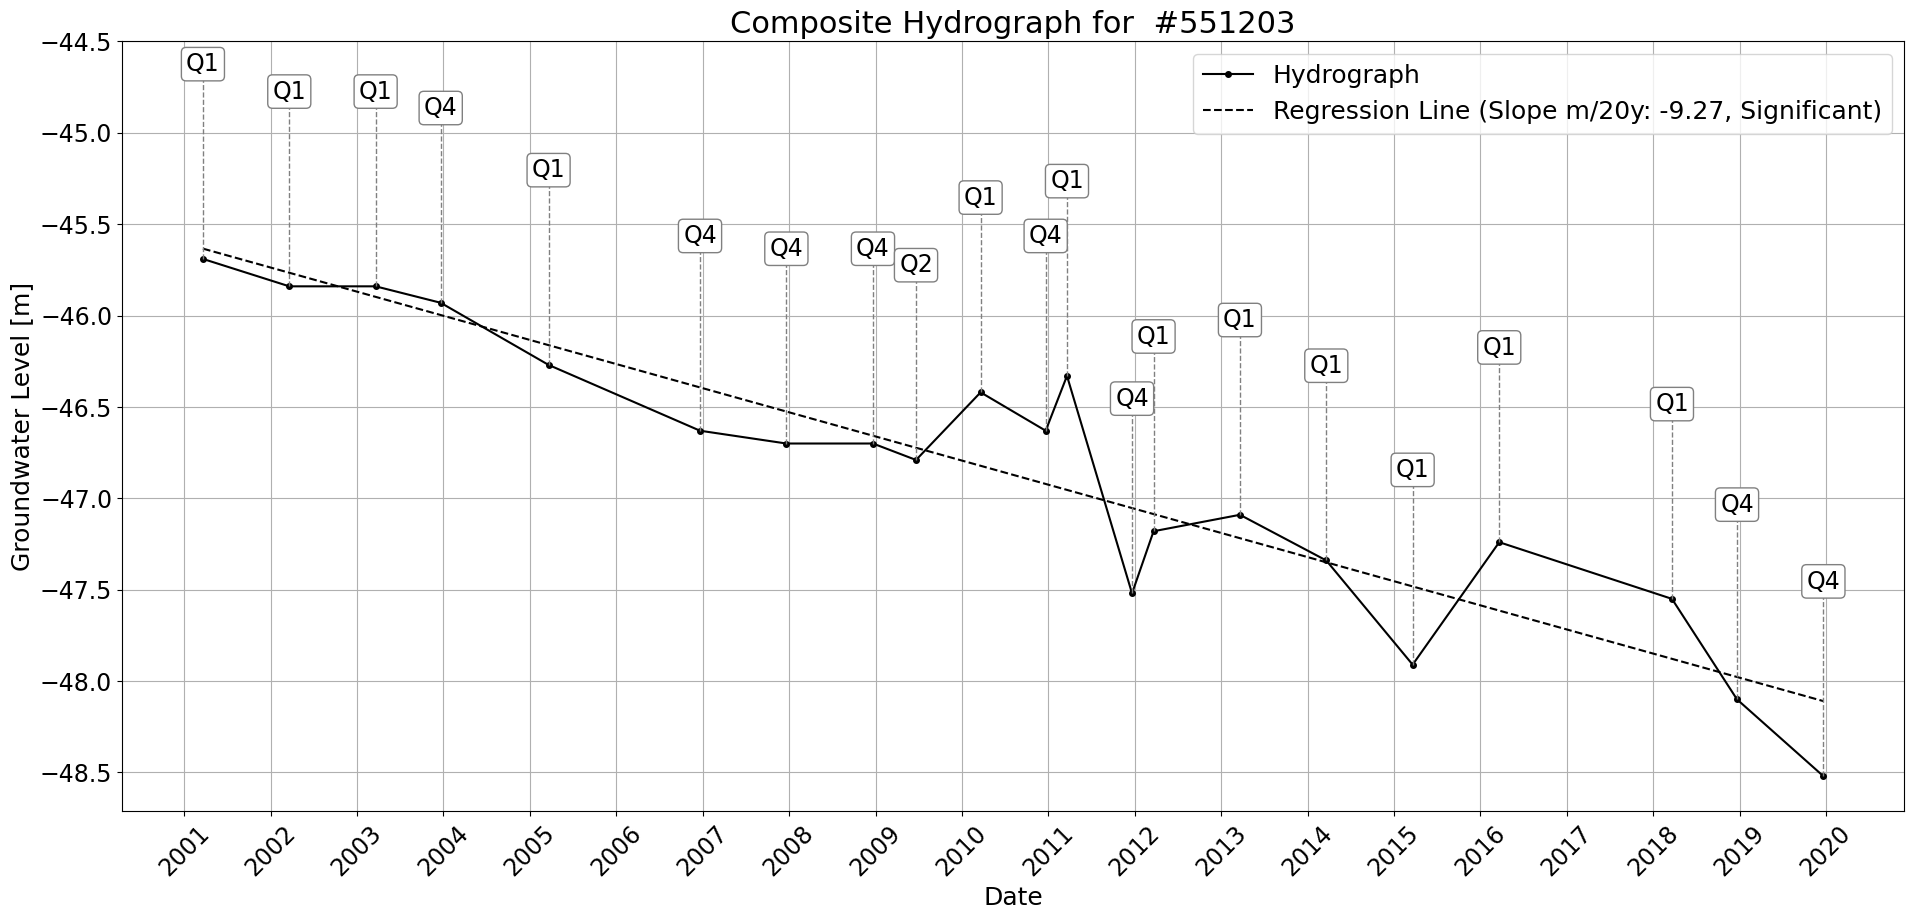 Composite Hydrograph for  #551203
Hydrograph
Regression Line (Slope m/20y: -9.27, Significant)
Groundwater Level [m]
−44.5
−45.0
−45.5
−46.0
−46.5
−47.0
−47.5
−48.0
−48.5
Q1
Q1
Q1
Q4
Q1
Q4
Q4
Q4
Q2
Q1
Q4
Q1
Q4
Q1
Q1
Q1
Q1
Q1
Q1
Q4
Q4
2001
2002
2003
2004
2005
2006
2007
2008
2009
2010
2011
2012
2013
2014
2015
2016
2017
2018
2019
2020
Date